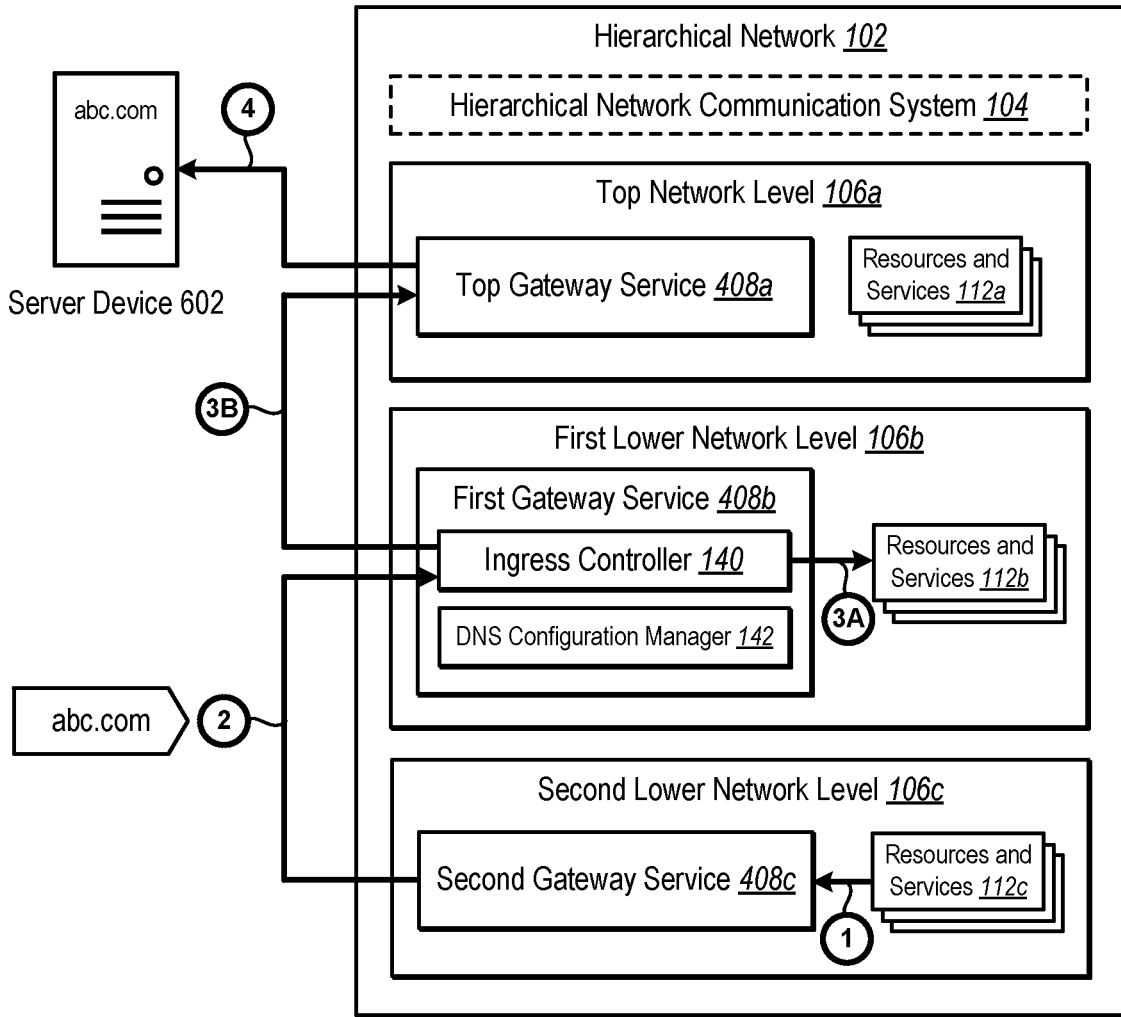 Hierarchical Network 102
Hierarchical Network Communication System 104
abc.com
4
Server Device 602
Top Network Level 106a
Top Gateway Service 408a
Resources and
Services 112a
3B
First Lower Network Level 106b
First Gateway Service 408b
Ingress Controller 140
DNS Configuration Manager 142
Resources and
Services 112b
3A
abc.com
2
Second Lower Network Level 106c
Second Gateway Service 408c
Resources and
Services 112c
1